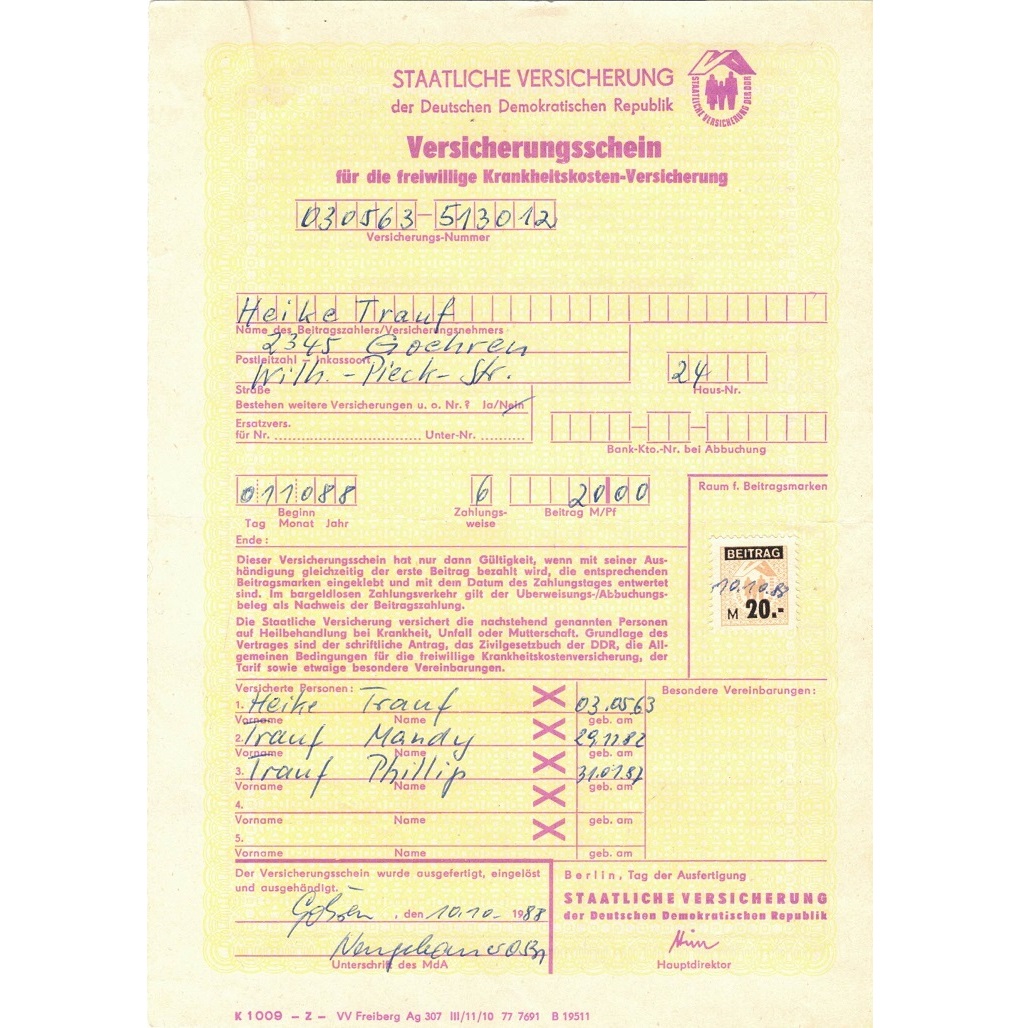 STAATLICHE VERSICHERUNG
der Deutschen Demokratischen Republik
STAATLICHE VERSICHERUNG DER DDR
Versicherungsschein
für die freiwillige Krankheitskosten-Versicherung
030563-513012
Versicherungs-Nummer
Heike Trauf
Name des Beitragszahlers/Versicherungsnehmers
2345 Goehren
Postleitzahl – Inkassoort
Wilh.-Pieck-Str. 24
Straße Haus-Nr.
Bestehen weitere Versicherungen u. o. Nr.? Ja/Nein
Ersatzvers.
für Nr. ................................ Unter-Nr. ..........
Bank-Kto.-Nr. bei Abbuchung
011088 6 2000
Beginn Zahlungs- Beitrag M/Pf
Tag Monat Jahr weise
Ende:
Raum f. Beitragsmarken
BEITRAG
10.10.88
M 20.-
Dieser Versicherungsschein hat nur dann Gültigkeit, wenn mit seiner Aus-
händigung gleichzeitig der erste Beitrag bezahlt wird, die entsprechenden
Beitragsmarken eingeklebt und mit dem Datum des Zahlungstages entwertet
sind. Im bargeldlosen Zahlungsverkehr gilt der Überweisungs-/Abbuchungs-
beleg als Nachweis der Beitragszahlung.
Die Staatliche Versicherung versichert die nachstehend genannten Personen
auf Heilbehandlung bei Krankheit, Unfall oder Mutterschaft. Grundlage des
Vertrages sind der schriftliche Antrag, das Zivilgesetzbuch der DDR, die All-
gemeinen Bedingungen für die freiwillige Krankheitskostenversicherung, der
Tarif sowie etwaige besondere Vereinbarungen.
Versicherte Personen: Besondere Vereinbarungen:
1. Heike Trauf X 03.0563
Vorname Name geb. am
2. Trauf Mandy X 29.11.82
Vorname Name geb. am
3. Trauf Phillip X 31.01.87
Vorname Name geb. am
4. X
Vorname Name geb. am
5. X
Vorname Name geb. am
Der Versicherungsschein wurde ausgefertigt, eingelöst
und ausgehändigt.
Göhren, den 10.10. 1988
Unterschrift des MdA
Berlin, Tag der Ausfertigung
STAATLICHE VERSICHERUNG
der Deutschen Demokratischen Republik
Hauptdirektor
K 1009 – Z – VV Freiberg Ag 307 III/11/10 77 7691 B 19511